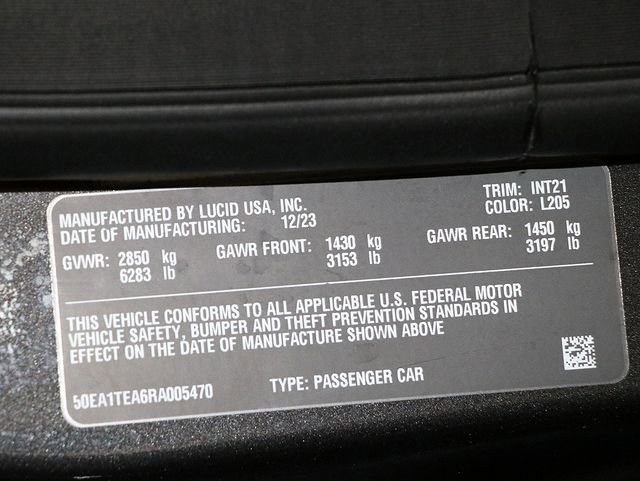 MANUFACTURED BY LUCID USA, INC.
DATE OF MANUFACTURING: 12/23
TRIM: INT21
COLOR: L205
GVWR: 2850 kg
6283 lb
GAWR FRONT: 1430 kg
3153 lb
GAWR REAR: 1450 kg
3197 lb
THIS VEHICLE CONFORMS TO ALL APPLICABLE U.S. FEDERAL MOTOR
VEHICLE SAFETY, BUMPER AND THEFT PREVENTION STANDARDS IN
EFFECT ON THE DATE OF MANUFACTURE SHOWN ABOVE
50EA1TEA6RA005470
TYPE: PASSENGER CAR